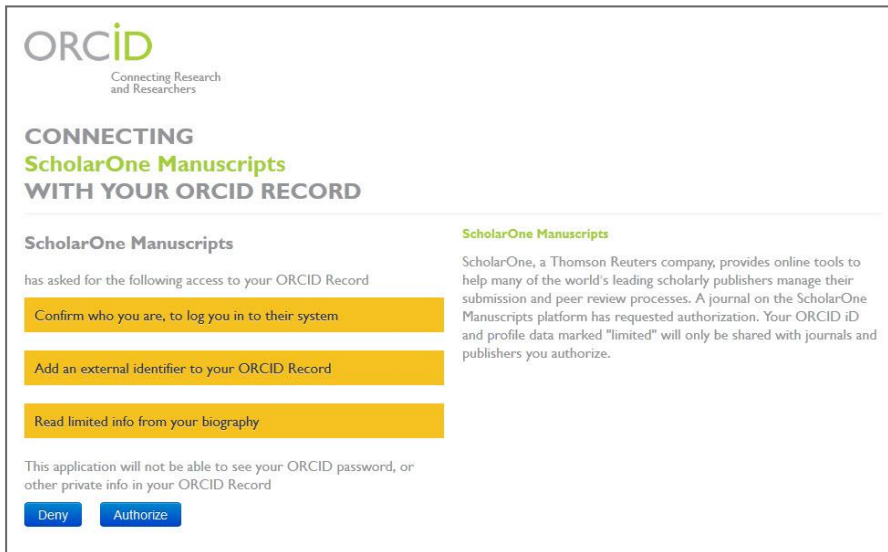 ORCiD
Connecting Research
and Researchers
CONNECTING
ScholarOne Manuscripts
WITH YOUR ORCID RECORD
ScholarOne Manuscripts
has asked for the following access to your ORCID Record
Confirm who you are, to log you in to their system
Add an external identifier to your ORCID Record
Read limited info from your biography
This application will not be able to see your ORCID password, or
other private info in your ORCID Record
Deny
Authorize
ScholarOne Manuscripts
ScholarOne, a Thomson Reuters company, provides online tools to
help many of the world's leading scholarly publishers manage their
submission and peer review processes. A journal on the ScholarOne
Manuscripts platform has requested authorization. Your ORCID iD
and profile data marked "limited" will only be shared with journals and
publishers you authorize.